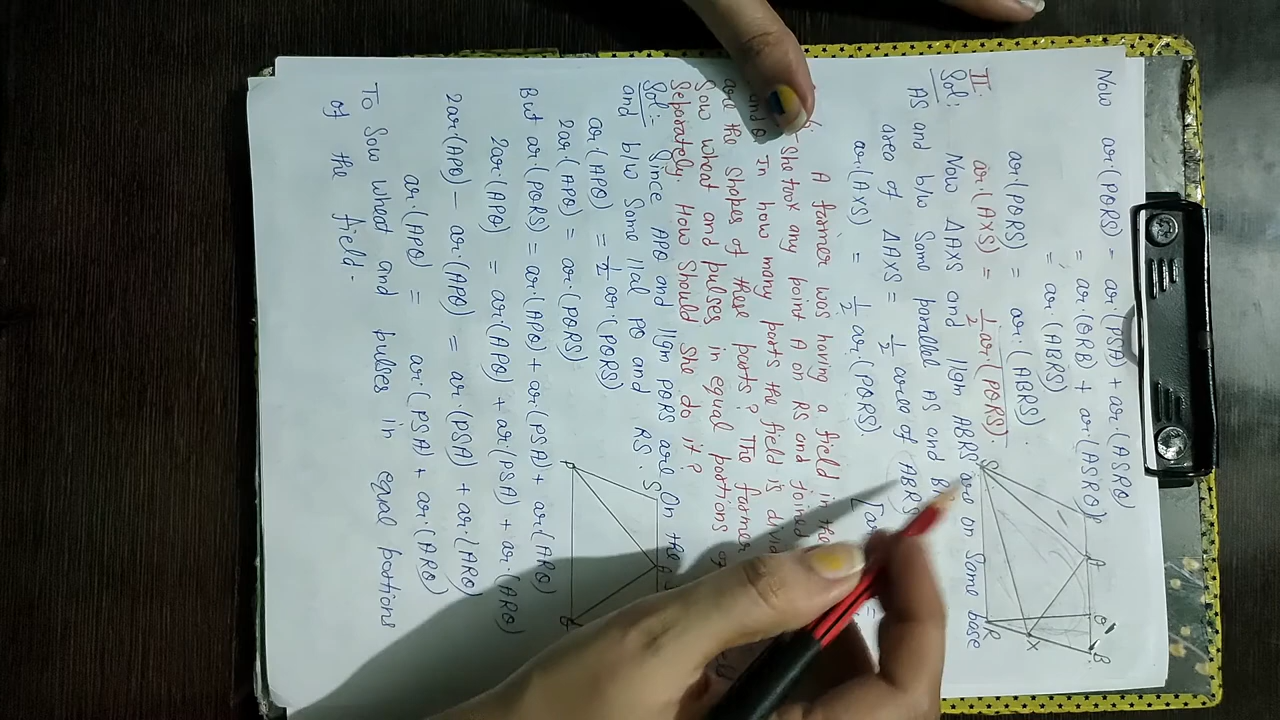 Now ar(PQRS) = ar(PSA) + ar.(ASRQ)
= ar(QRB) + ar(ASRQ)
= ar.(ABRS)
ar(PQRS) = ar.(ABRS).
II ar.(AXS) = 1/2 ar.(PQRS).
Sol: Now ΔAXS and ||gm ABRS are on Same base
AS and b/w Same parallel AS and B
area of ΔAXS = 1/2 area of ABRS
ar.(AXS) = 1/2 ar.(PQRS). [ar =
P A Q B
S R X
A farmer was having a field in the
She took any point A on RS and Joined
and Q In how many parts the field is divid
are the shapes of these parts? The farmer
Sow wheat and pulses in equal portions of
Separately. How Should She do it?
Sol:- Since APQ and ||gm PQRS are On the
and b/w Same ||al PQ and RS.
ar(APQ) = 1/2 ar.(PQRS)
2ar(APQ) = ar.(PQRS)
But ar(PQRS) = ar(APQ) + ar(PSA) + ar(ARQ)
2ar(APQ) = ar(APQ) + ar(PSA) + ar(ARQ)
2ar(APQ) - ar.(APQ) = ar.(PSA) + ar.(ARQ)
ar.(APQ) = ar(PSA) + ar.(ARQ)
To Sow wheat and pulses in equal portions
of the field.
S A
P Q